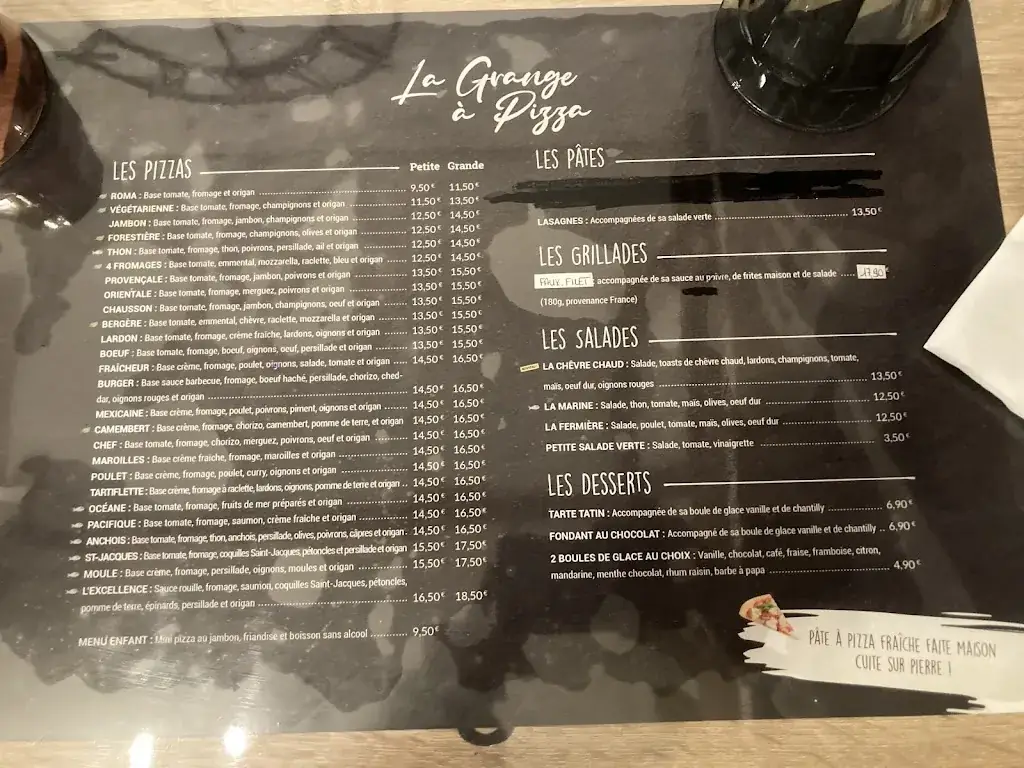 La Grange
à Pizza
LES PIZZAS Petite Grande
ROMA : Base tomate, fromage et origan 9,50€ 11,50€
VÉGÉTARIENNE : Base tomate, fromage, champignons et origan 11,50€ 13,50€
JAMBON : Base tomate, fromage, jambon, champignons et origan 12,50€ 14,50€
FORESTIÈRE : Base tomate, fromage, champignons, olives et origan 12,50€ 14,50€
THON : Base tomate, fromage, thon, poivrons, persillade, ail et origan 12,50€ 14,50€
4 FROMAGES : Base tomate, emmental, mozzarella, raclette, bleu et origan 12,50€ 14,50€
PROVENÇALE : Base tomate, fromage, jambon, poivrons et origan 13,50€ 15,50€
ORIENTALE : Base tomate, fromage, merguez, poivrons et origan 13,50€ 15,50€
CHAUSSON : Base tomate, fromage, jambon, champignons, oeuf et origan 13,50€ 15,50€
BERGÈRE : Base tomate, emmental, chèvre, raclette, mozzarella et origan 13,50€ 15,50€
LARDON : Base tomate, fromage, crème fraîche, lardons, oignons et origan 13,50€ 15,50€
BOEUF : Base tomate, fromage, boeuf, oignons, oeuf, persillade et origan 13,50€ 15,50€
FRAÎCHEUR : Base crème, fromage, poulet, oignons, salade, tomate et origan 14,50€ 16,50€
BURGER : Base sauce barbecue, fromage, boeuf haché, persillade, chorizo, ched-
dar, oignons rouges et origan 14,50€ 16,50€
MEXICAINE : Base crème, fromage, poulet, poivrons, piment, oignons et origan 14,50€ 16,50€
CAMEMBERT : Base crème, fromage, chorizo, camembert, pomme de terre, et origan 14,50€ 16,50€
CHEF : Base tomate, fromage, chorizo, merguez, poivrons, oeuf et origan 14,50€ 16,50€
MAROILLES : Base crème fraiche, fromage, maroilles et origan 14,50€ 16,50€
POULET : Base crème, fromage, poulet, curry, oignons et origan 14,50€ 16,50€
TARTIFLETTE : Base crème, fromage à raclette, lardons, oignons, pomme de terre et origan 14,50€ 16,50€
OCÉANE : Base tomate, fromage, fruits de mer préparés et origan 14,50€ 16,50€
PACIFIQUE : Base tomate, fromage, saumon, crème fraiche et origan 14,50€ 16,50€
ANCHOIS : Base tomate, fromage, thon, anchois, persillade, olives, poivrons, câpres et origan 14,50€ 16,50€
ST-JACQUES : Base tomate, fromage, coquilles Saint-Jacques, pétoncles et persillade et origan 15,50€ 17,50€
MOULE : Base crème, fromage, persillade, oignons, moules et origan 15,50€ 17,50€
L'EXCELLENCE : Sauce rouille, fromage, saumon, coquilles Saint-Jacques, pétoncles,
pomme de terre, épinards, persillade et origan 16,50€ 18,50€
MENU ENFANT : Mini pizza au jambon, friandise et boisson sans alcool 9,50€
LES PÂTES
LASAGNES : Accompagnées de sa salade verte 13,50€
LES GRILLADES
FAUX FILET : accompagnée de sa sauce au poivre, de frites maison et de salade 17,90
(180g, provenance France)
LES SALADES
LA CHÈVRE CHAUD : Salade, toasts de chèvre chaud, lardons, champignons, tomate,
maïs, oeuf dur, oignons rouges 13,50€
LA MARINE : Salade, thon, tomate, maïs, olives, oeuf dur 12,50€
LA FERMIÈRE : Salade, poulet, tomate, maïs, olives, oeuf dur 12,50€
PETITE SALADE VERTE : Salade, tomate, vinaigrette 3,50€
LES DESSERTS
TARTE TATIN : Accompagnée de sa boule de glace vanille et de chantilly 6,90€
FONDANT AU CHOCOLAT : Accompagné de sa boule de glace vanille et de chantilly 6,90€
2 BOULES DE GLACE AU CHOIX : Vanille, chocolat, café, fraise, framboise, citron,
mandarine, menthe chocolat, rhum raisin, barbe à papa 4,90€
PÂTE À PIZZA FRAÎCHE FAITE MAISON
CUITE SUR PIERRE !